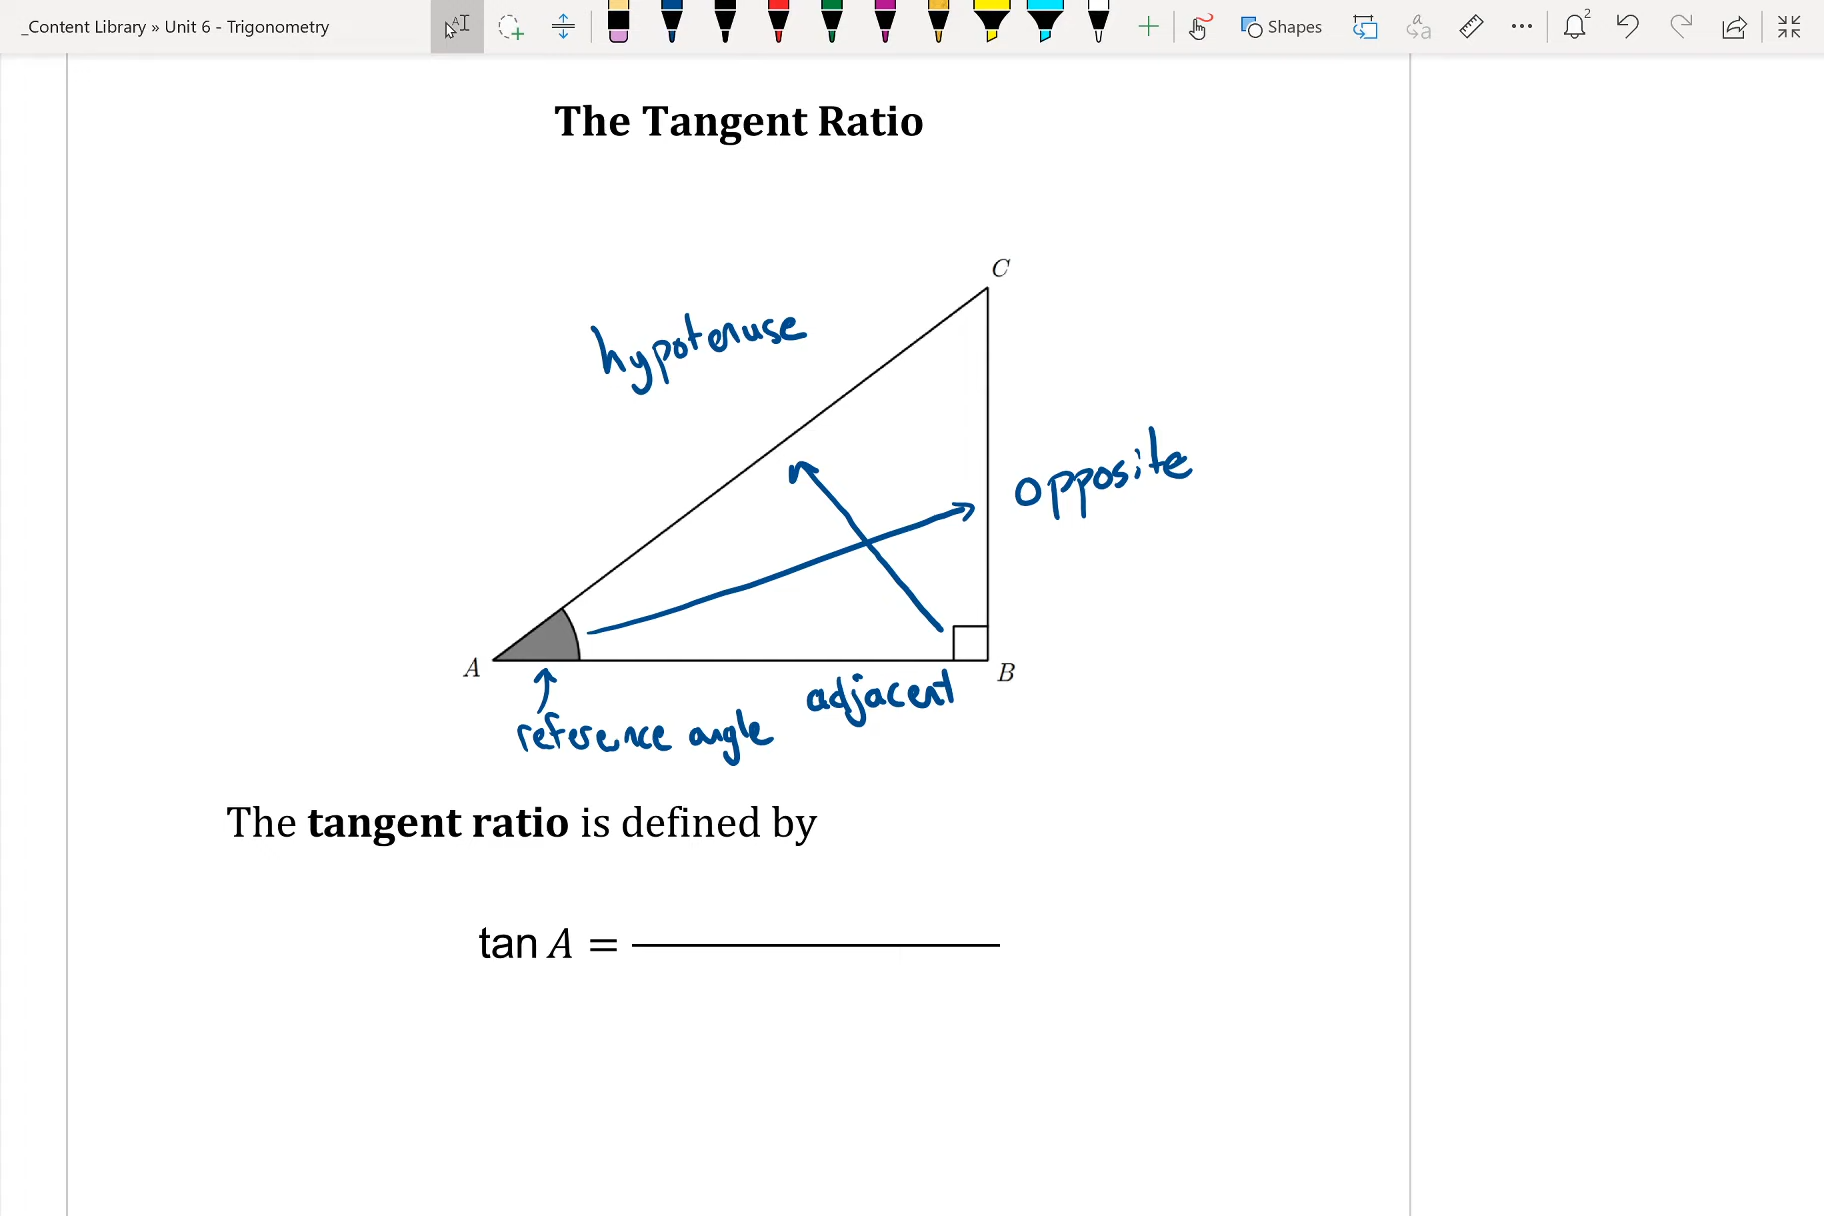 _Content Library » Unit 6 - Trigonometry
Shapes
2
The Tangent Ratio
C
hypotenuse
opposite
A
B
adjacent
reference angle
The tangent ratio is defined by
tan A =